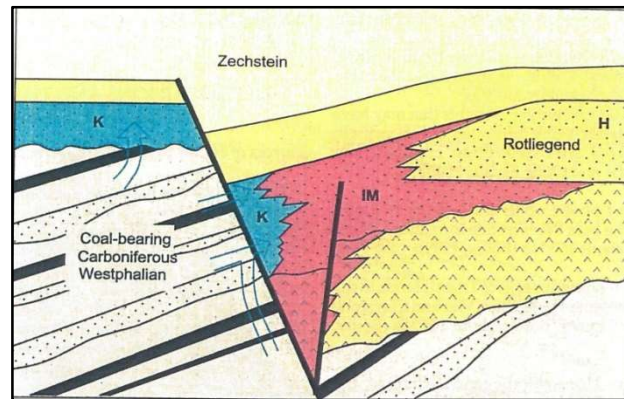 Zechstein
K
H
Rotliegend
IM
K
Coal-bearing
Carboniferous
Westphalian